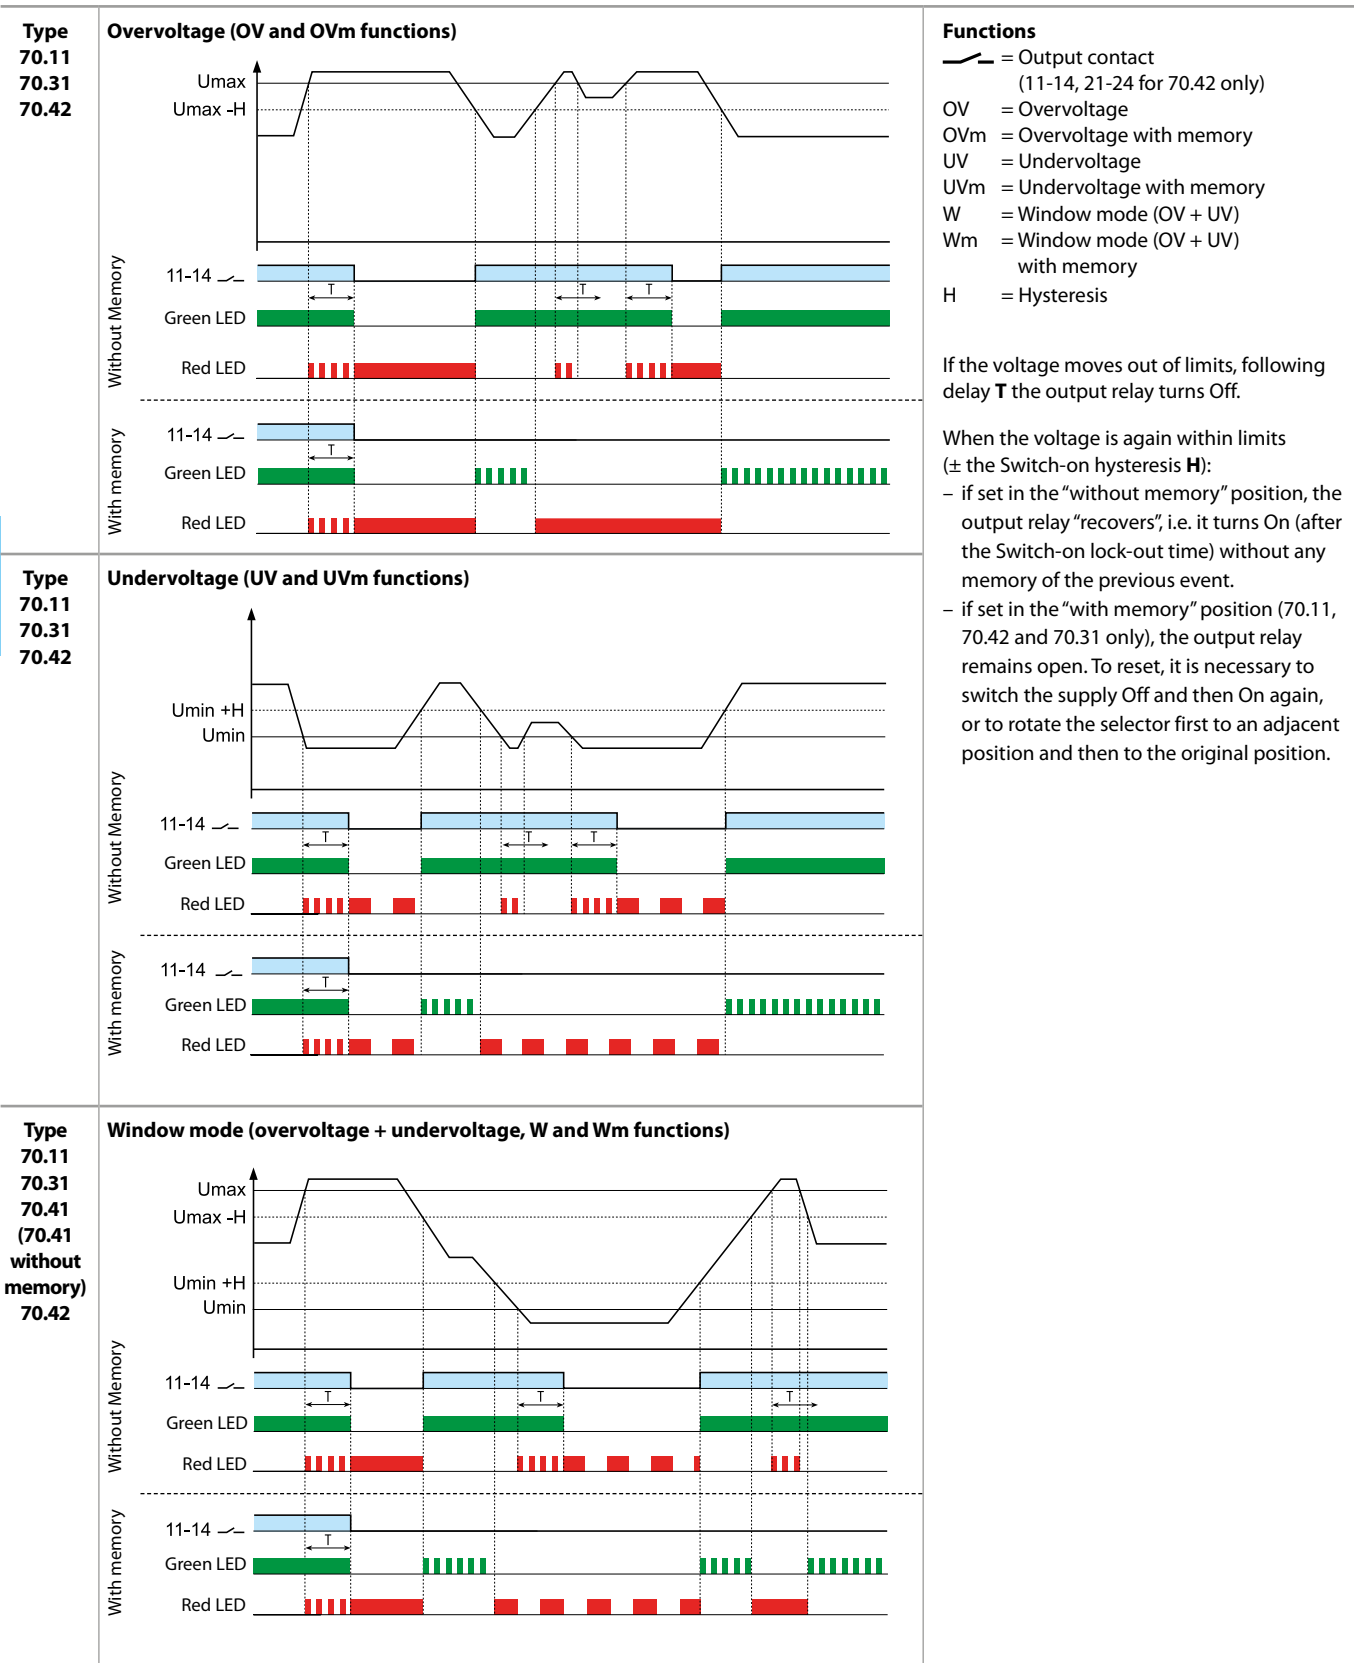 Type
70.11
70.31
70.42
Overvoltage (OV and OVm functions)
Umax
Umax -H
Without Memory
11-14
T
T
T
Green LED
Red LED
With memory
11-14
T
Green LED
Red LED
Type
70.11
70.31
70.42
Undervoltage (UV and UVm functions)
Umin +H
Umin
Without Memory
11-14
T
T
T
Green LED
Red LED
With memory
11-14
T
Green LED
Red LED
Type
70.11
70.31
70.41
(70.41
without
memory)
70.42
Window mode (overvoltage + undervoltage, W and Wm functions)
Umax
Umax -H
Umin +H
Umin
Without Memory
11-14
T
T
T
Green LED
Red LED
With memory
11-14
T
Green LED
Red LED
Functions
= Output contact
(11-14, 21-24 for 70.42 only)
OV = Overvoltage
OVm = Overvoltage with memory
UV = Undervoltage
UVm = Undervoltage with memory
W = Window mode (OV + UV)
Wm = Window mode (OV + UV)
with memory
H = Hysteresis
If the voltage moves out of limits, following
delay T the output relay turns Off.
When the voltage is again within limits
(± the Switch-on hysteresis H):
– if set in the “without memory” position, the
output relay “recovers”, i.e. it turns On (after
the Switch-on lock-out time) without any
memory of the previous event.
– if set in the “with memory” position (70.11,
70.42 and 70.31 only), the output relay
remains open. To reset, it is necessary to
switch the supply Off and then On again,
or to rotate the selector first to an adjacent
position and then to the original position.